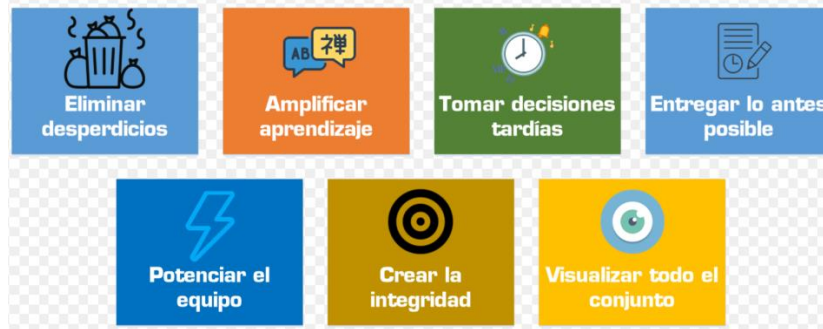 AB 禅
Eliminar
desperdicios
Amplificar
aprendizaje
Tomar decisiones
tardías
Entregar lo antes
posible
Potenciar el
equipo
Crear la
integridad
Visualizar todo el
conjunto